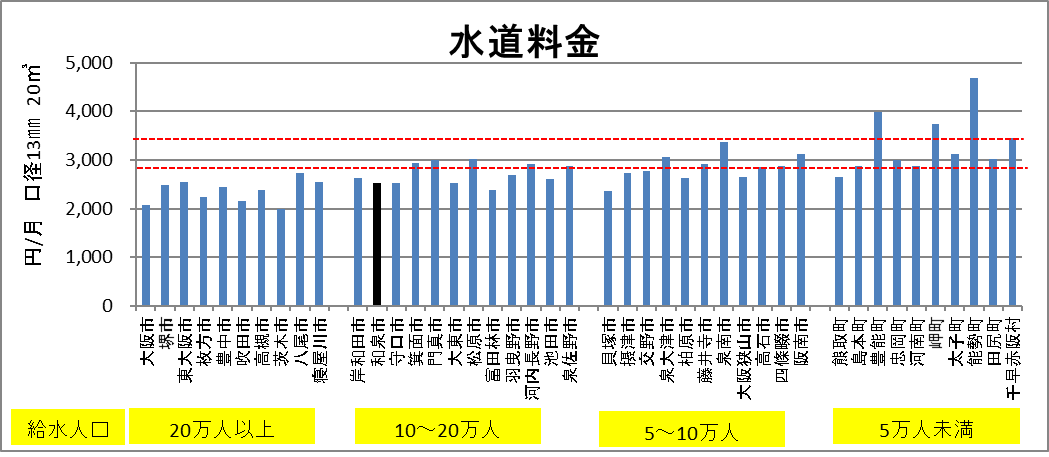 水道料金
円/月　口径13mm 20㎥
5,000
4,000
3,000
2,000
1,000
0
大阪市
堺市
東大阪市
枚方市
豊中市
吹田市
高槻市
茨木市
八尾市
寝屋川市
岸和田市
和泉市
守口市
箕面市
門真市
大東市
松原市
富田林市
羽曳野市
河内長野市
池田市
泉佐野市
貝塚市
摂津市
交野市
泉大津市
柏原市
藤井寺市
泉南市
大阪狭山市
高石市
四條畷市
阪南市
熊取町
島本町
豊能町
忠岡町
河南町
岬町
太子町
能勢町
田尻町
千早赤阪村
給水人口
20万人以上
10～20万人
5～10万人
5万人未満